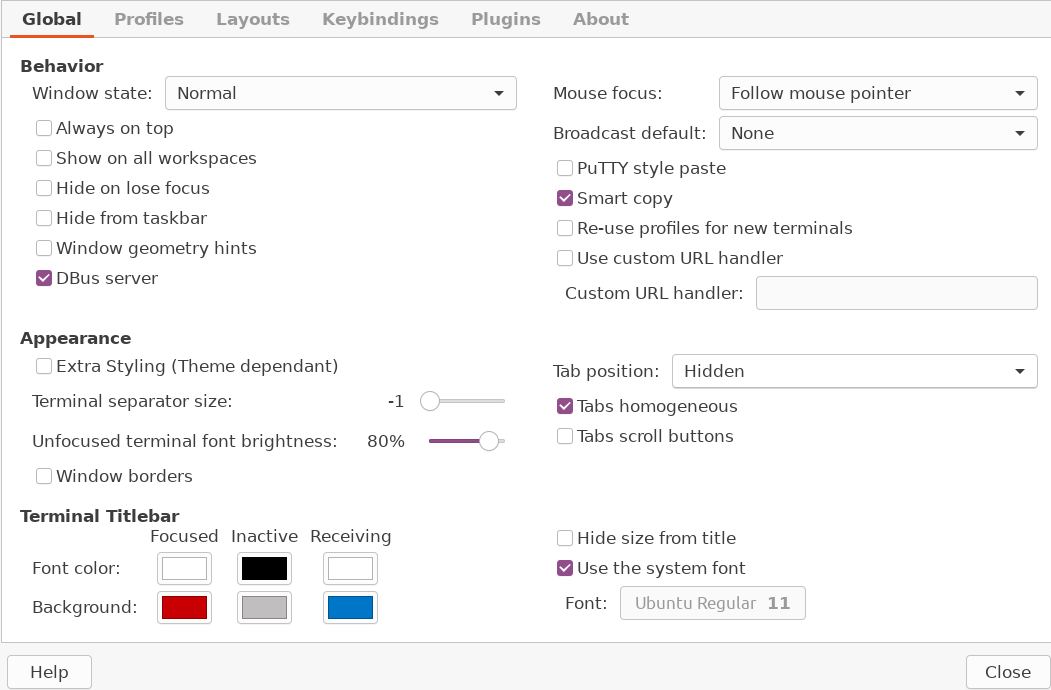 Global Profiles Layouts Keybindings Plugins About
Behavior
Window state: Normal
Always on top
Show on all workspaces
Hide on lose focus
Hide from taskbar
Window geometry hints
DBus server
Mouse focus: Follow mouse pointer
Broadcast default: None
PuTTY style paste
Smart copy
Re-use profiles for new terminals
Use custom URL handler
Custom URL handler:
Appearance
Extra Styling (Theme dependant)
Terminal separator size: -1
Unfocused terminal font brightness: 80%
Window borders
Tab position: Hidden
Tabs homogeneous
Tabs scroll buttons
Terminal Titlebar
Focused Inactive Receiving
Font color:
Background:
Hide size from title
Use the system font
Font: Ubuntu Regular 11
Help Close